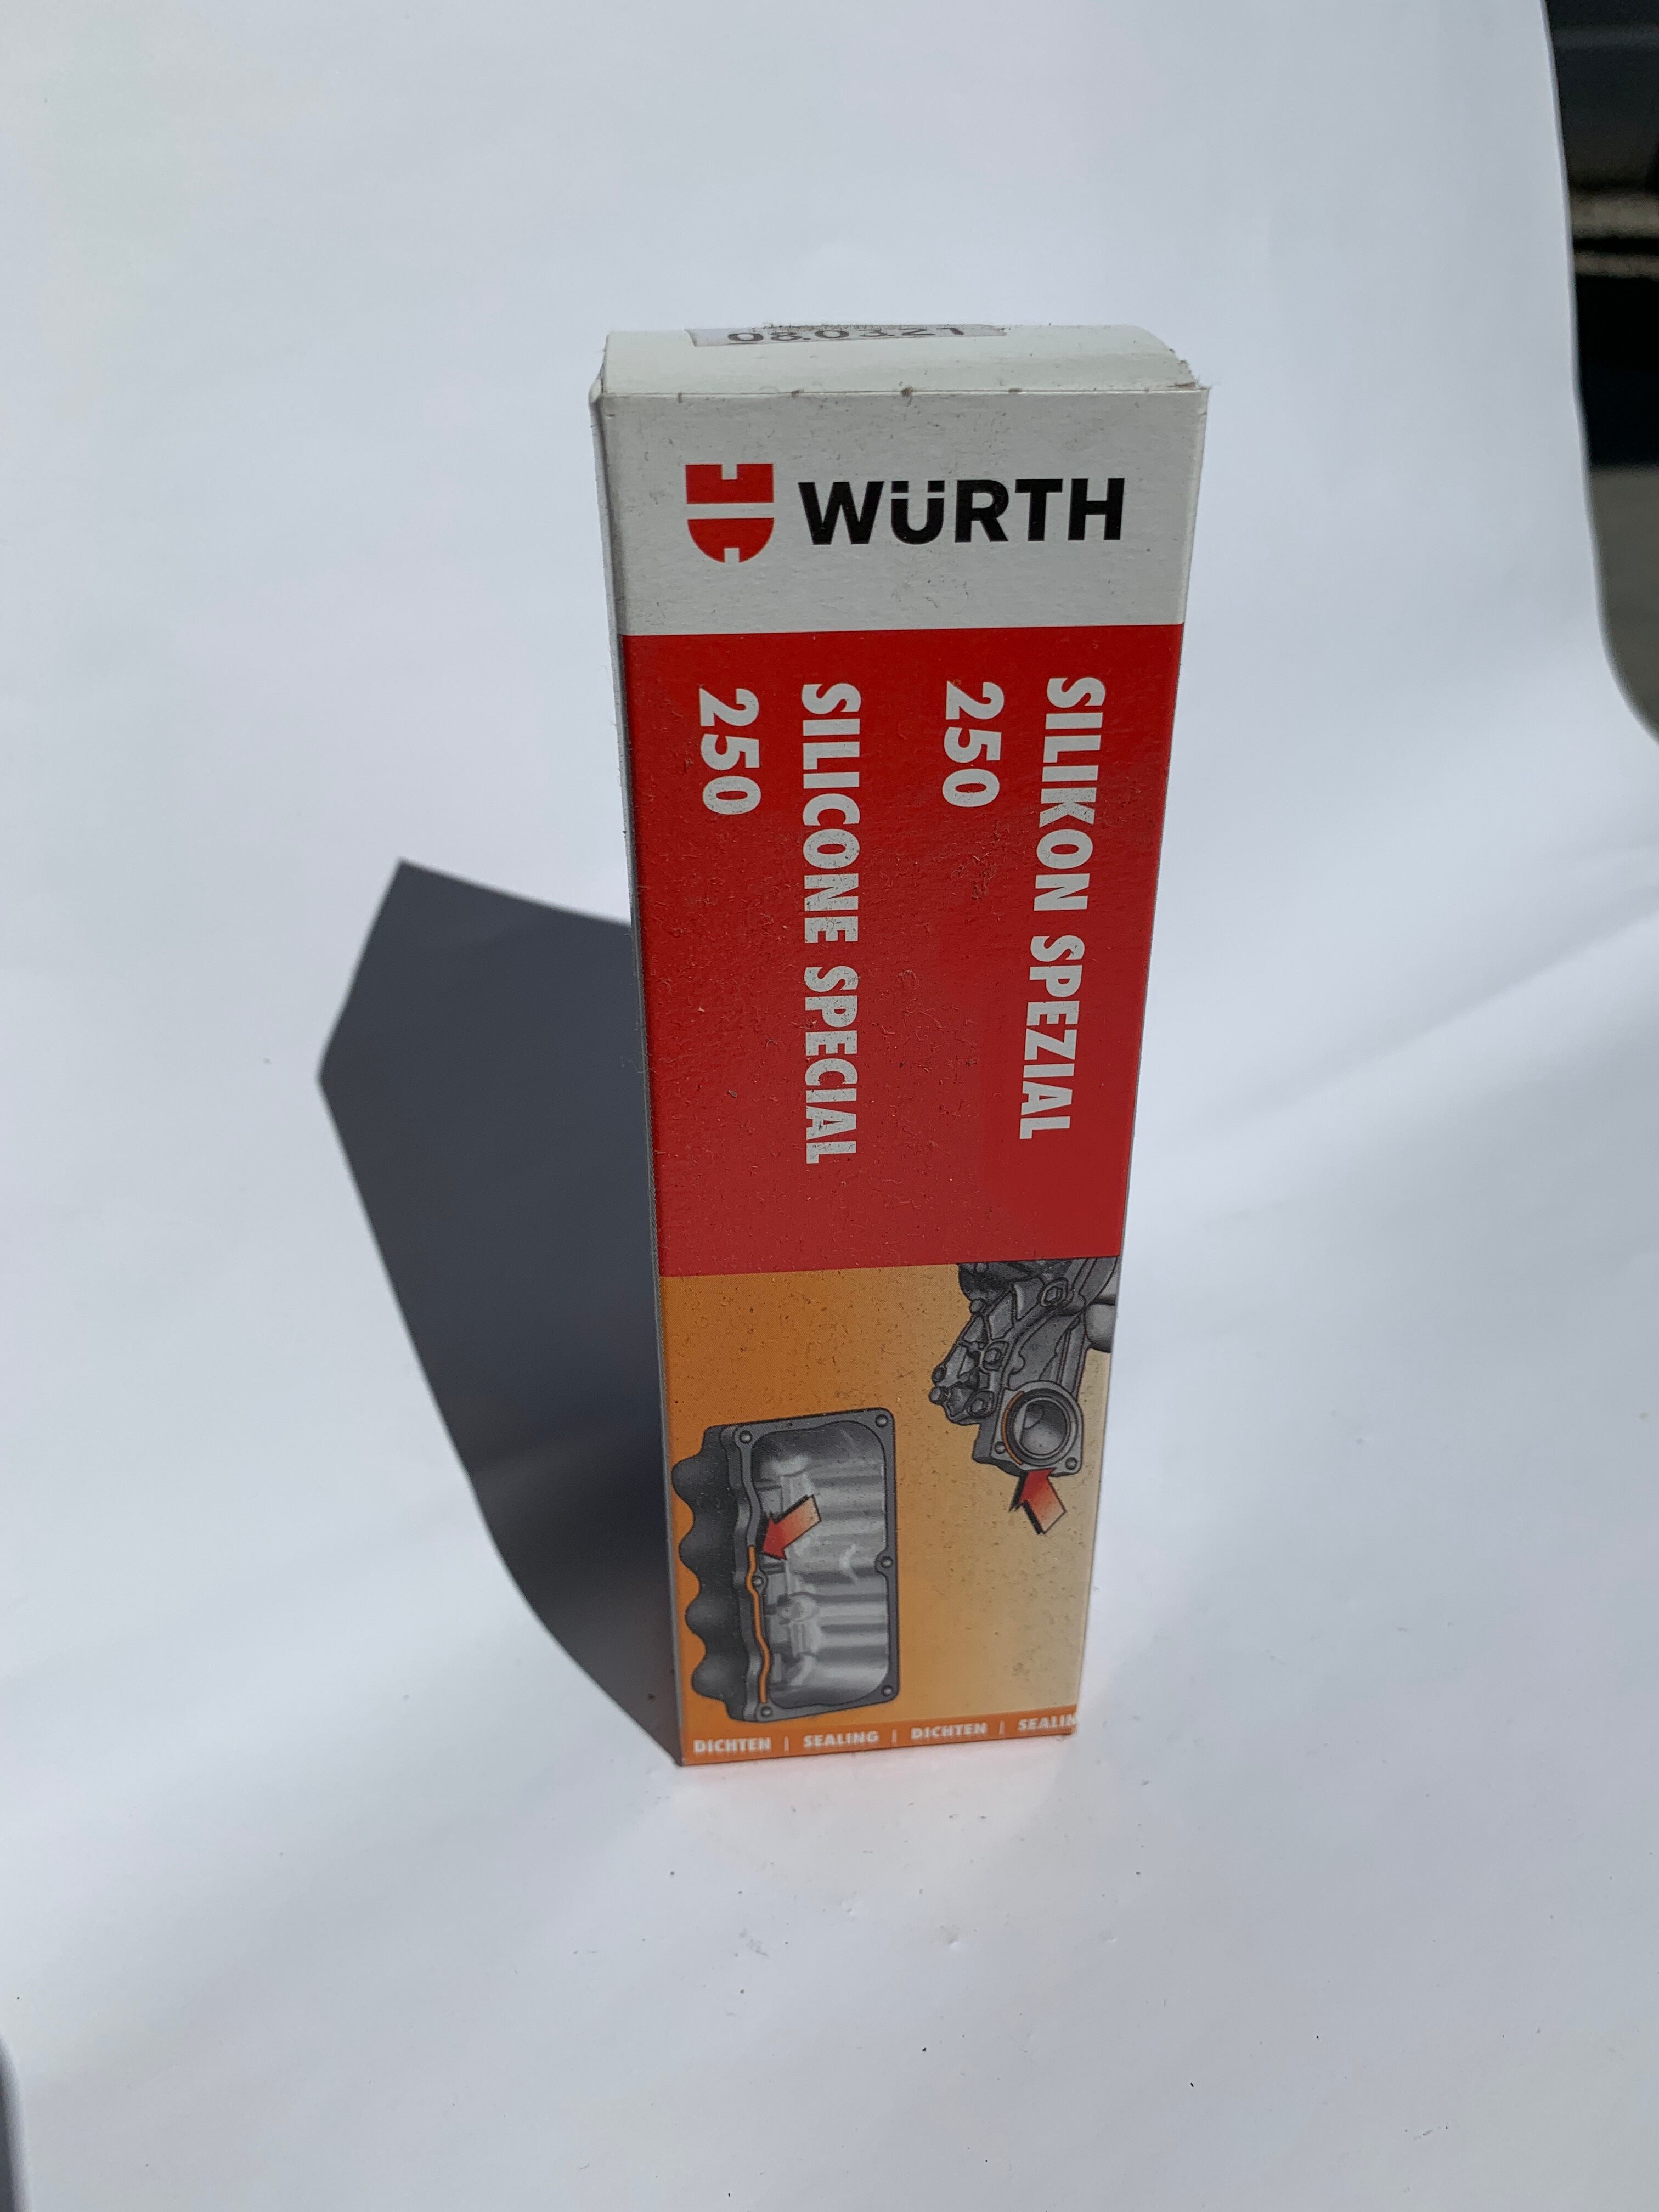 080321
WÜRTH
SILIKON SPEZIAL
250
SILICONE SPECIAL
250
DICHTEN | SEALING | DICHTEN | SEALIN